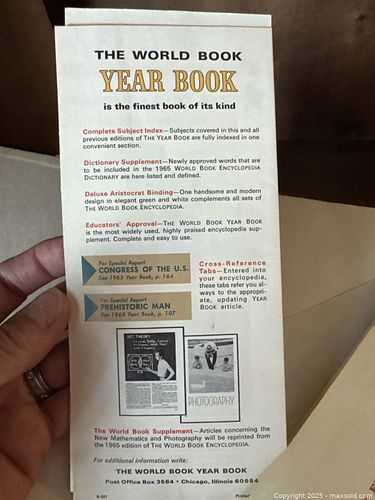 THE WORLD BOOK
YEAR BOOK
is the finest book of its kind
Complete Subject Index—Subjects covered in this and all
previous editions of THE YEAR BOOK are fully indexed in one
convenient section.
Dictionary Supplement—Newly approved words that are
to be included in the 1965 WORLD BOOK ENCYCLOPEDIA
DICTIONARY are here listed and defined.
Deluxe Aristocrat Binding—One handsome and modern
design in elegant green and white complements all sets of
THE WORLD BOOK ENCYCLOPEDIA.
Educators' Approval—THE WORLD BOOK YEAR BOOK
is the most widely used, highly praised encyclopedia sup-
plement. Complete and easy to use.
For Special Report
CONGRESS OF THE U.S.
See 1965 Year Book, p. 164
For Special Report
PREHISTORIC MAN
See 1965 Year Book, p. 107
Cross-Reference
Tabs—Entered into
your encyclopedia,
these tabs refer you al-
ways to the appropri-
ate, updating YEAR
BOOK article.
SET THEORY
PHOTOGRAPHY
The World Book Supplement—Articles concerning the
New Mathematics and Photography will be reprinted from
the 1965 edition of THE WORLD BOOK ENCYCLOPEDIA.
For additional information write:
THE WORLD BOOK YEAR BOOK
Post Office Box 3564 • Chicago, Illinois 60654
Printed
Copyright 2025 - maxsold.com